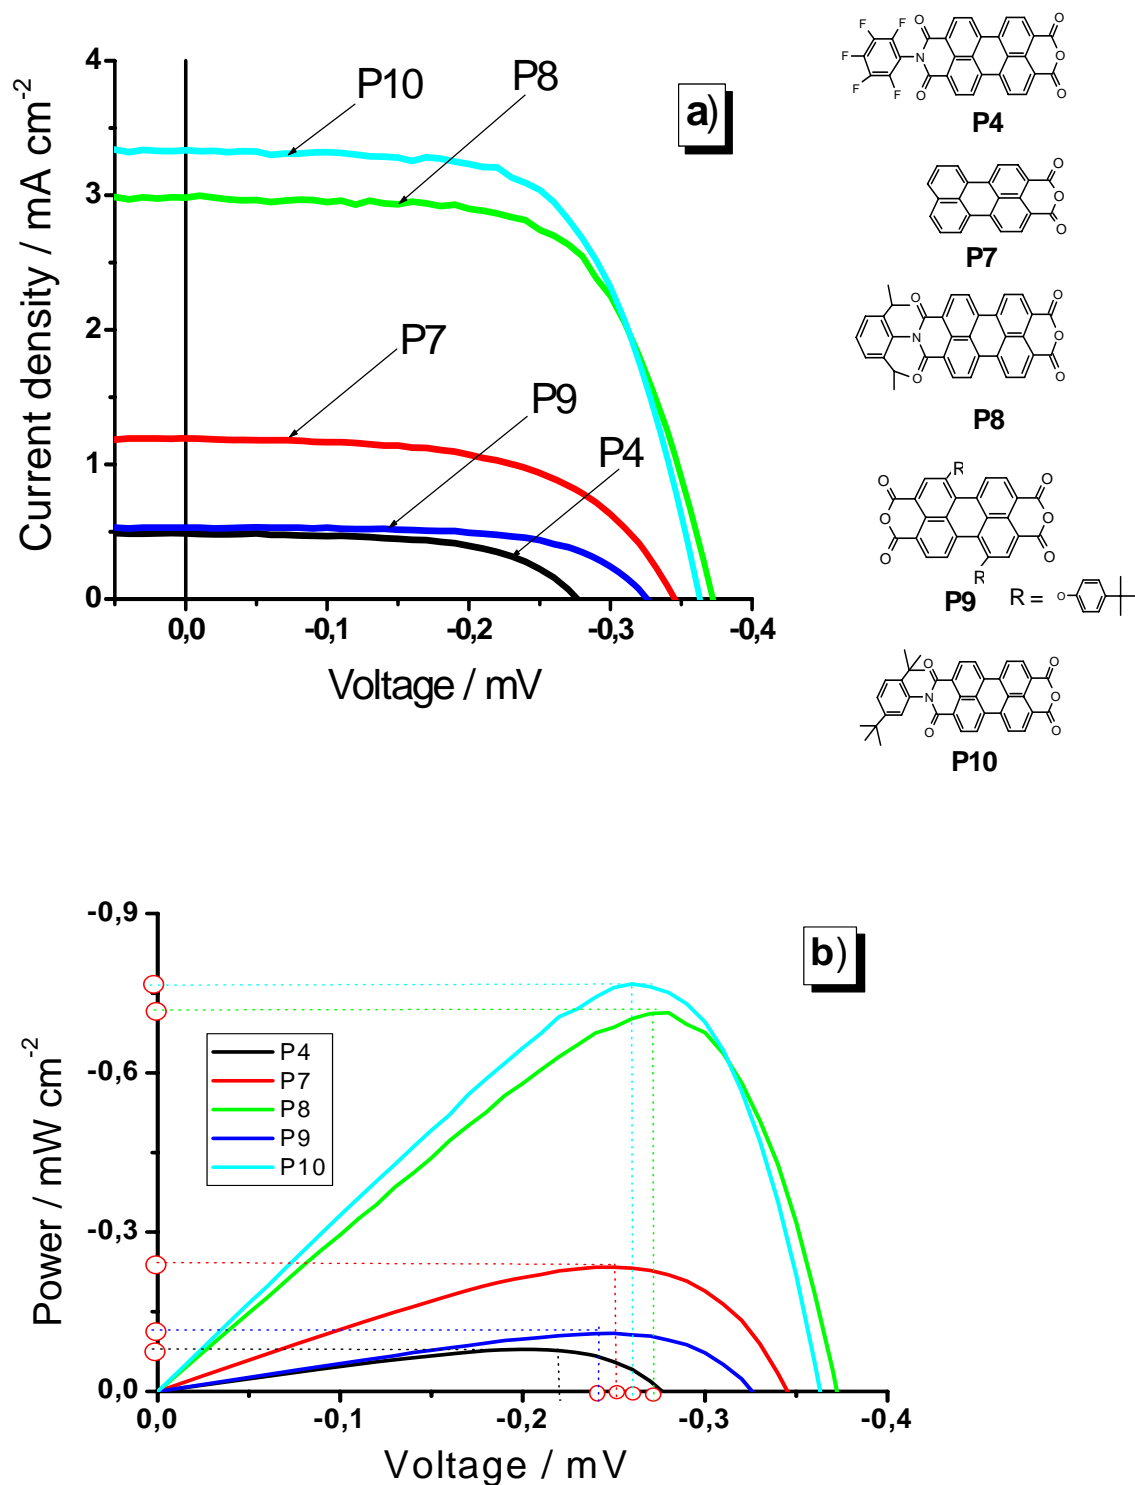 a)
Current density / mA cm-2
4
3
2
1
0
P10
P8
P7
P9
P4
0,0
-0,1
-0,2
-0,3
-0,4
Voltage / mV
F
F
F
F
F
N
O
O
O
O
O
P4
O
O
O
P7
O
O
N
O
O
O
P8
R
O
O
O
O
O
O
R
P9
R = o
O
O
N
O
O
O
P10
b)
Power / mW cm-2
-0,9
-0,6
-0,3
0,0
P4
P7
P8
P9
P10
0,0
-0,1
-0,2
-0,3
-0,4
Voltage / mV